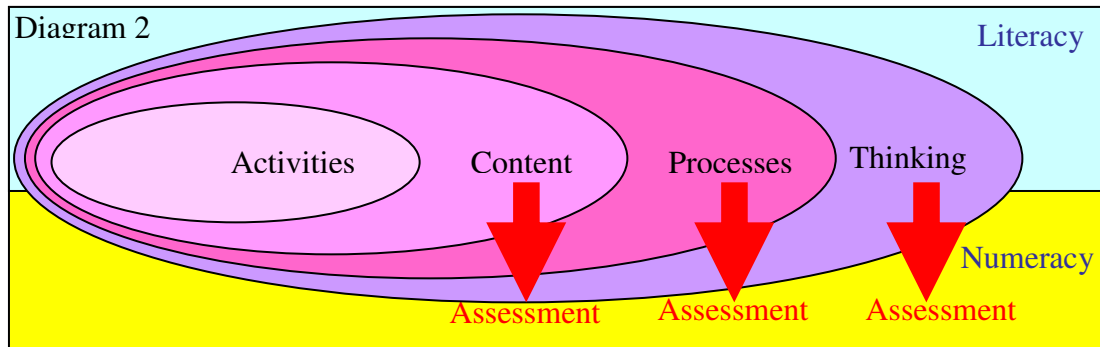 Diagram 2
Literacy
Activities Content Processes Thinking
Numeracy
Assessment Assessment Assessment